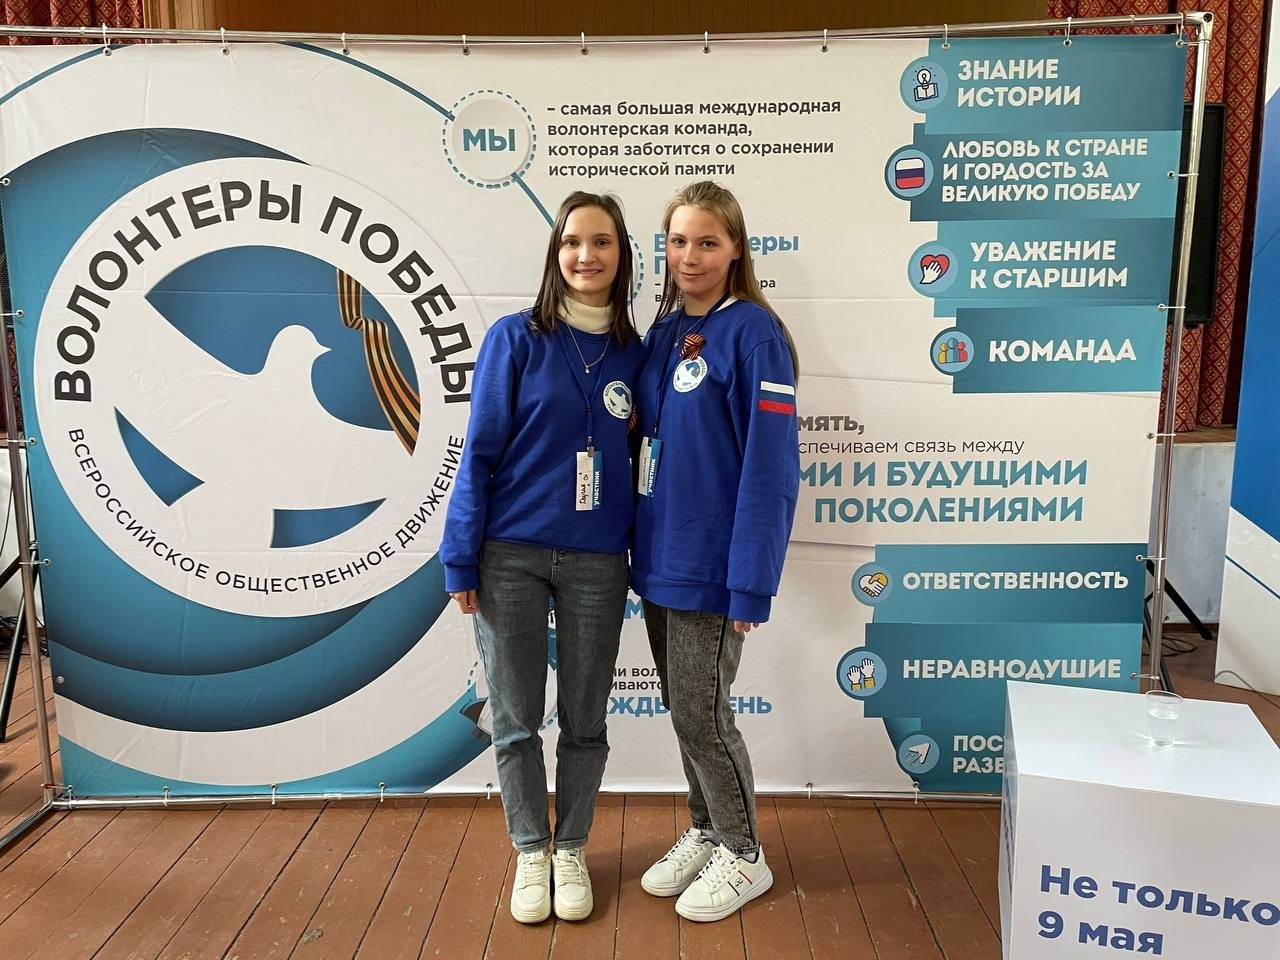 ВОЛОНТЕРЫ ПОБЕДЫ
ВСЕРОССИЙСКОЕ ОБЩЕСТВЕННОЕ ДВИЖЕНИЕ
МЫ
– самая большая международная
волонтерская команда,
которая заботится о сохранении
исторической памяти
ЗНАНИЕ
ИСТОРИИ
ЛЮБОВЬ К СТРАНЕ
И ГОРДОСТЬ ЗА
ВЕЛИКУЮ ПОБЕДУ
УВАЖЕНИЕ
К СТАРШИМ
КОМАНДА
И БУДУЩИМИ
ПОКОЛЕНИЯМИ
связь между
ОТВЕТСТВЕННОСТЬ
НЕРАВНОДУШИЕ
участник
участник
Не только
9 мая